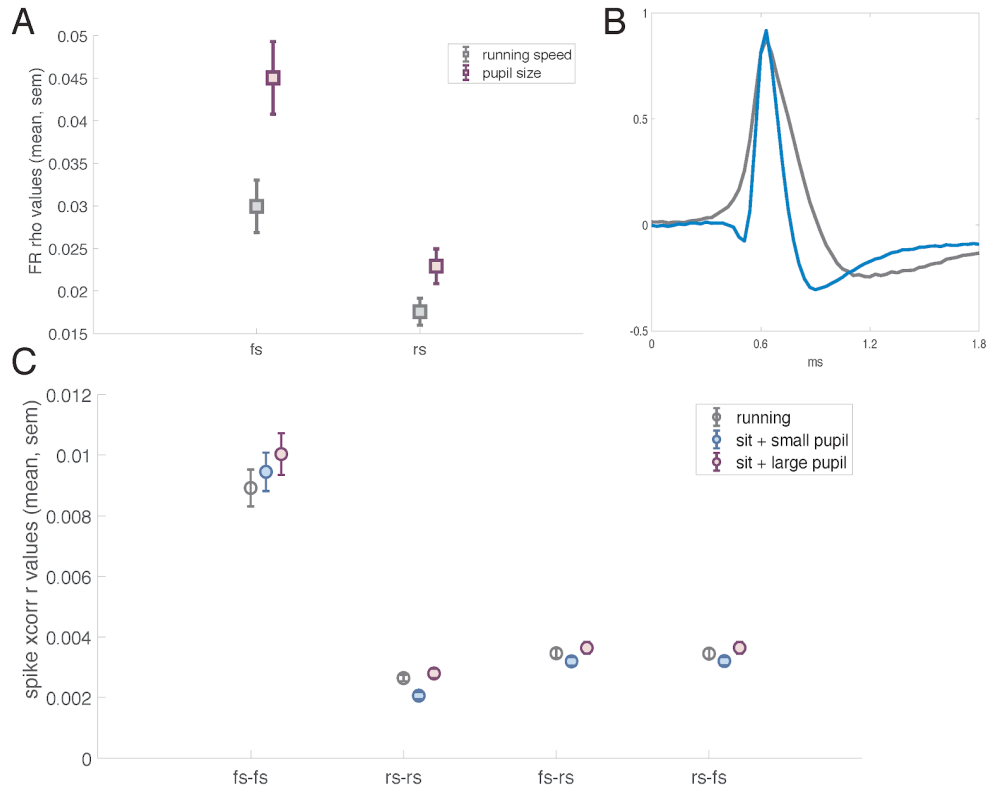 A
FR rho values (mean, sem)
0.05
0.045
0.04
0.035
0.03
0.025
0.02
0.015
fs
rs
running speed
pupil size
B
1
0.5
0
-0.5
0
0.6
1.2
1.8
ms
C
spike xcorr r values (mean, sem)
0.012
0.01
0.008
0.006
0.004
0.002
0
fs-fs
rs-rs
fs-rs
rs-fs
running
sit + small pupil
sit + large pupil